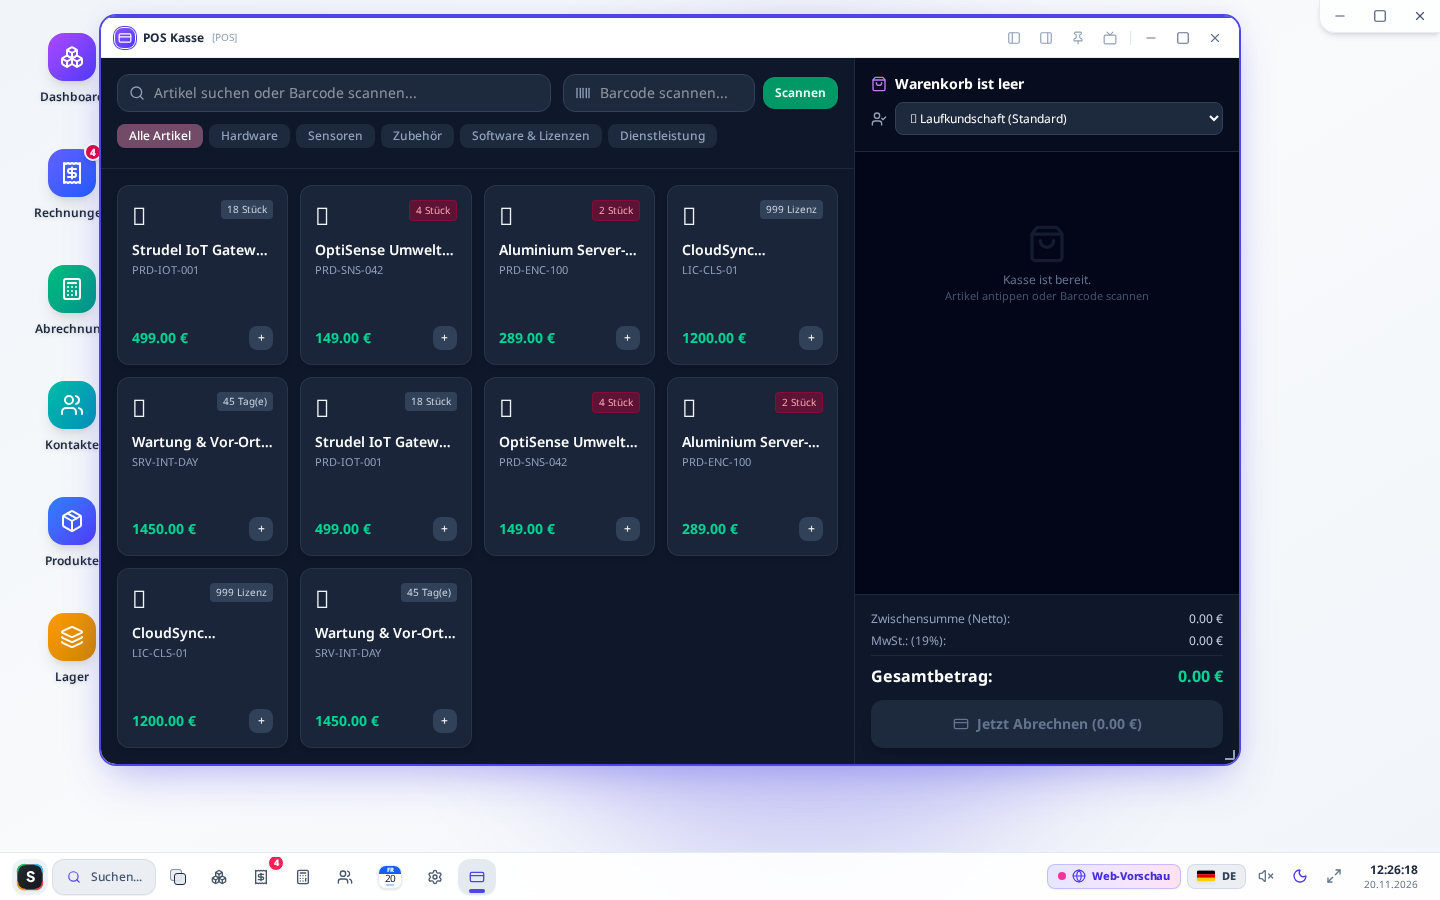 POS Kasse [POS]
Dashboar
4
Rechnunge
Abrechnun
Kontakte
Produkte
Lager
Artikel suchen oder Barcode scannen...
Barcode scannen...
Scannen
Alle Artikel
Hardware
Sensoren
Zubehör
Software & Lizenzen
Dienstleistung
18 Stück
Strudel IoT Gatew...
PRD-IOT-001
499.00 €
+
4 Stück
OptiSense Umwelt...
PRD-SNS-042
149.00 €
+
2 Stück
Aluminium Server-...
PRD-ENC-100
289.00 €
+
999 Lizenz
CloudSync...
LIC-CLS-01
1200.00 €
+
45 Tag(e)
Wartung & Vor-Ort...
SRV-INT-DAY
1450.00 €
+
18 Stück
Strudel IoT Gatew...
PRD-IOT-001
499.00 €
+
4 Stück
OptiSense Umwelt...
PRD-SNS-042
149.00 €
+
2 Stück
Aluminium Server-...
PRD-ENC-100
289.00 €
+
999 Lizenz
CloudSync...
LIC-CLS-01
1200.00 €
+
45 Tag(e)
Wartung & Vor-Ort...
SRV-INT-DAY
1450.00 €
+
Warenkorb ist leer
Laufkundschaft (Standard)
Kasse ist bereit.
Artikel antippen oder Barcode scannen
Zwischensumme (Netto): 0.00 €
MwSt.: (19%): 0.00 €
Gesamtbetrag: 0.00 €
Jetzt Abrechnen (0.00 €)
S
Suchen...
4
FR
20
Web-Vorschau
DE
12:26:18
20.11.2026